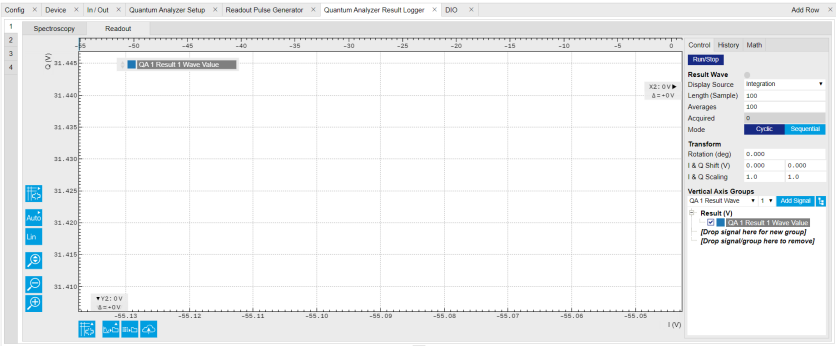 Config × Device × In / Out × Quantum Analyzer Setup × Readout Pulse Generator × Quantum Analyzer Result Logger × DIO × Add Row ×
1
2
3
4
Spectroscopy Readout
-55 -50 -45 -40 -35 -30 -25 -20 -15 -10 -5 0
Q (V)
31.445
31.440
31.435
31.430
31.425
31.420
31.415
31.410
QA 1 Result 1 Wave Value
X2: 0 V
Δ = +0 V
Auto
Lin
Y2: 0 V
Δ = +0 V
-55.13 -55.12 -55.11 -55.10 -55.09 -55.08 -55.07 -55.06 -55.05
I (V)
Control History Math
Run/Stop
Result Wave
Display Source Integration
Length (Sample) 100
Averages 100
Acquired 0
Mode Cyclic Sequential
Transform
Rotation (deg) 0.000
I & Q Shift (V) 0.000 0.000
I & Q Scaling 1.0 1.0
Vertical Axis Groups
QA 1 Result Wave 1 Add Signal
Result (V)
QA 1 Result 1 Wave Value
[Drop signal here for new group]
[Drop signal/group here to remove]